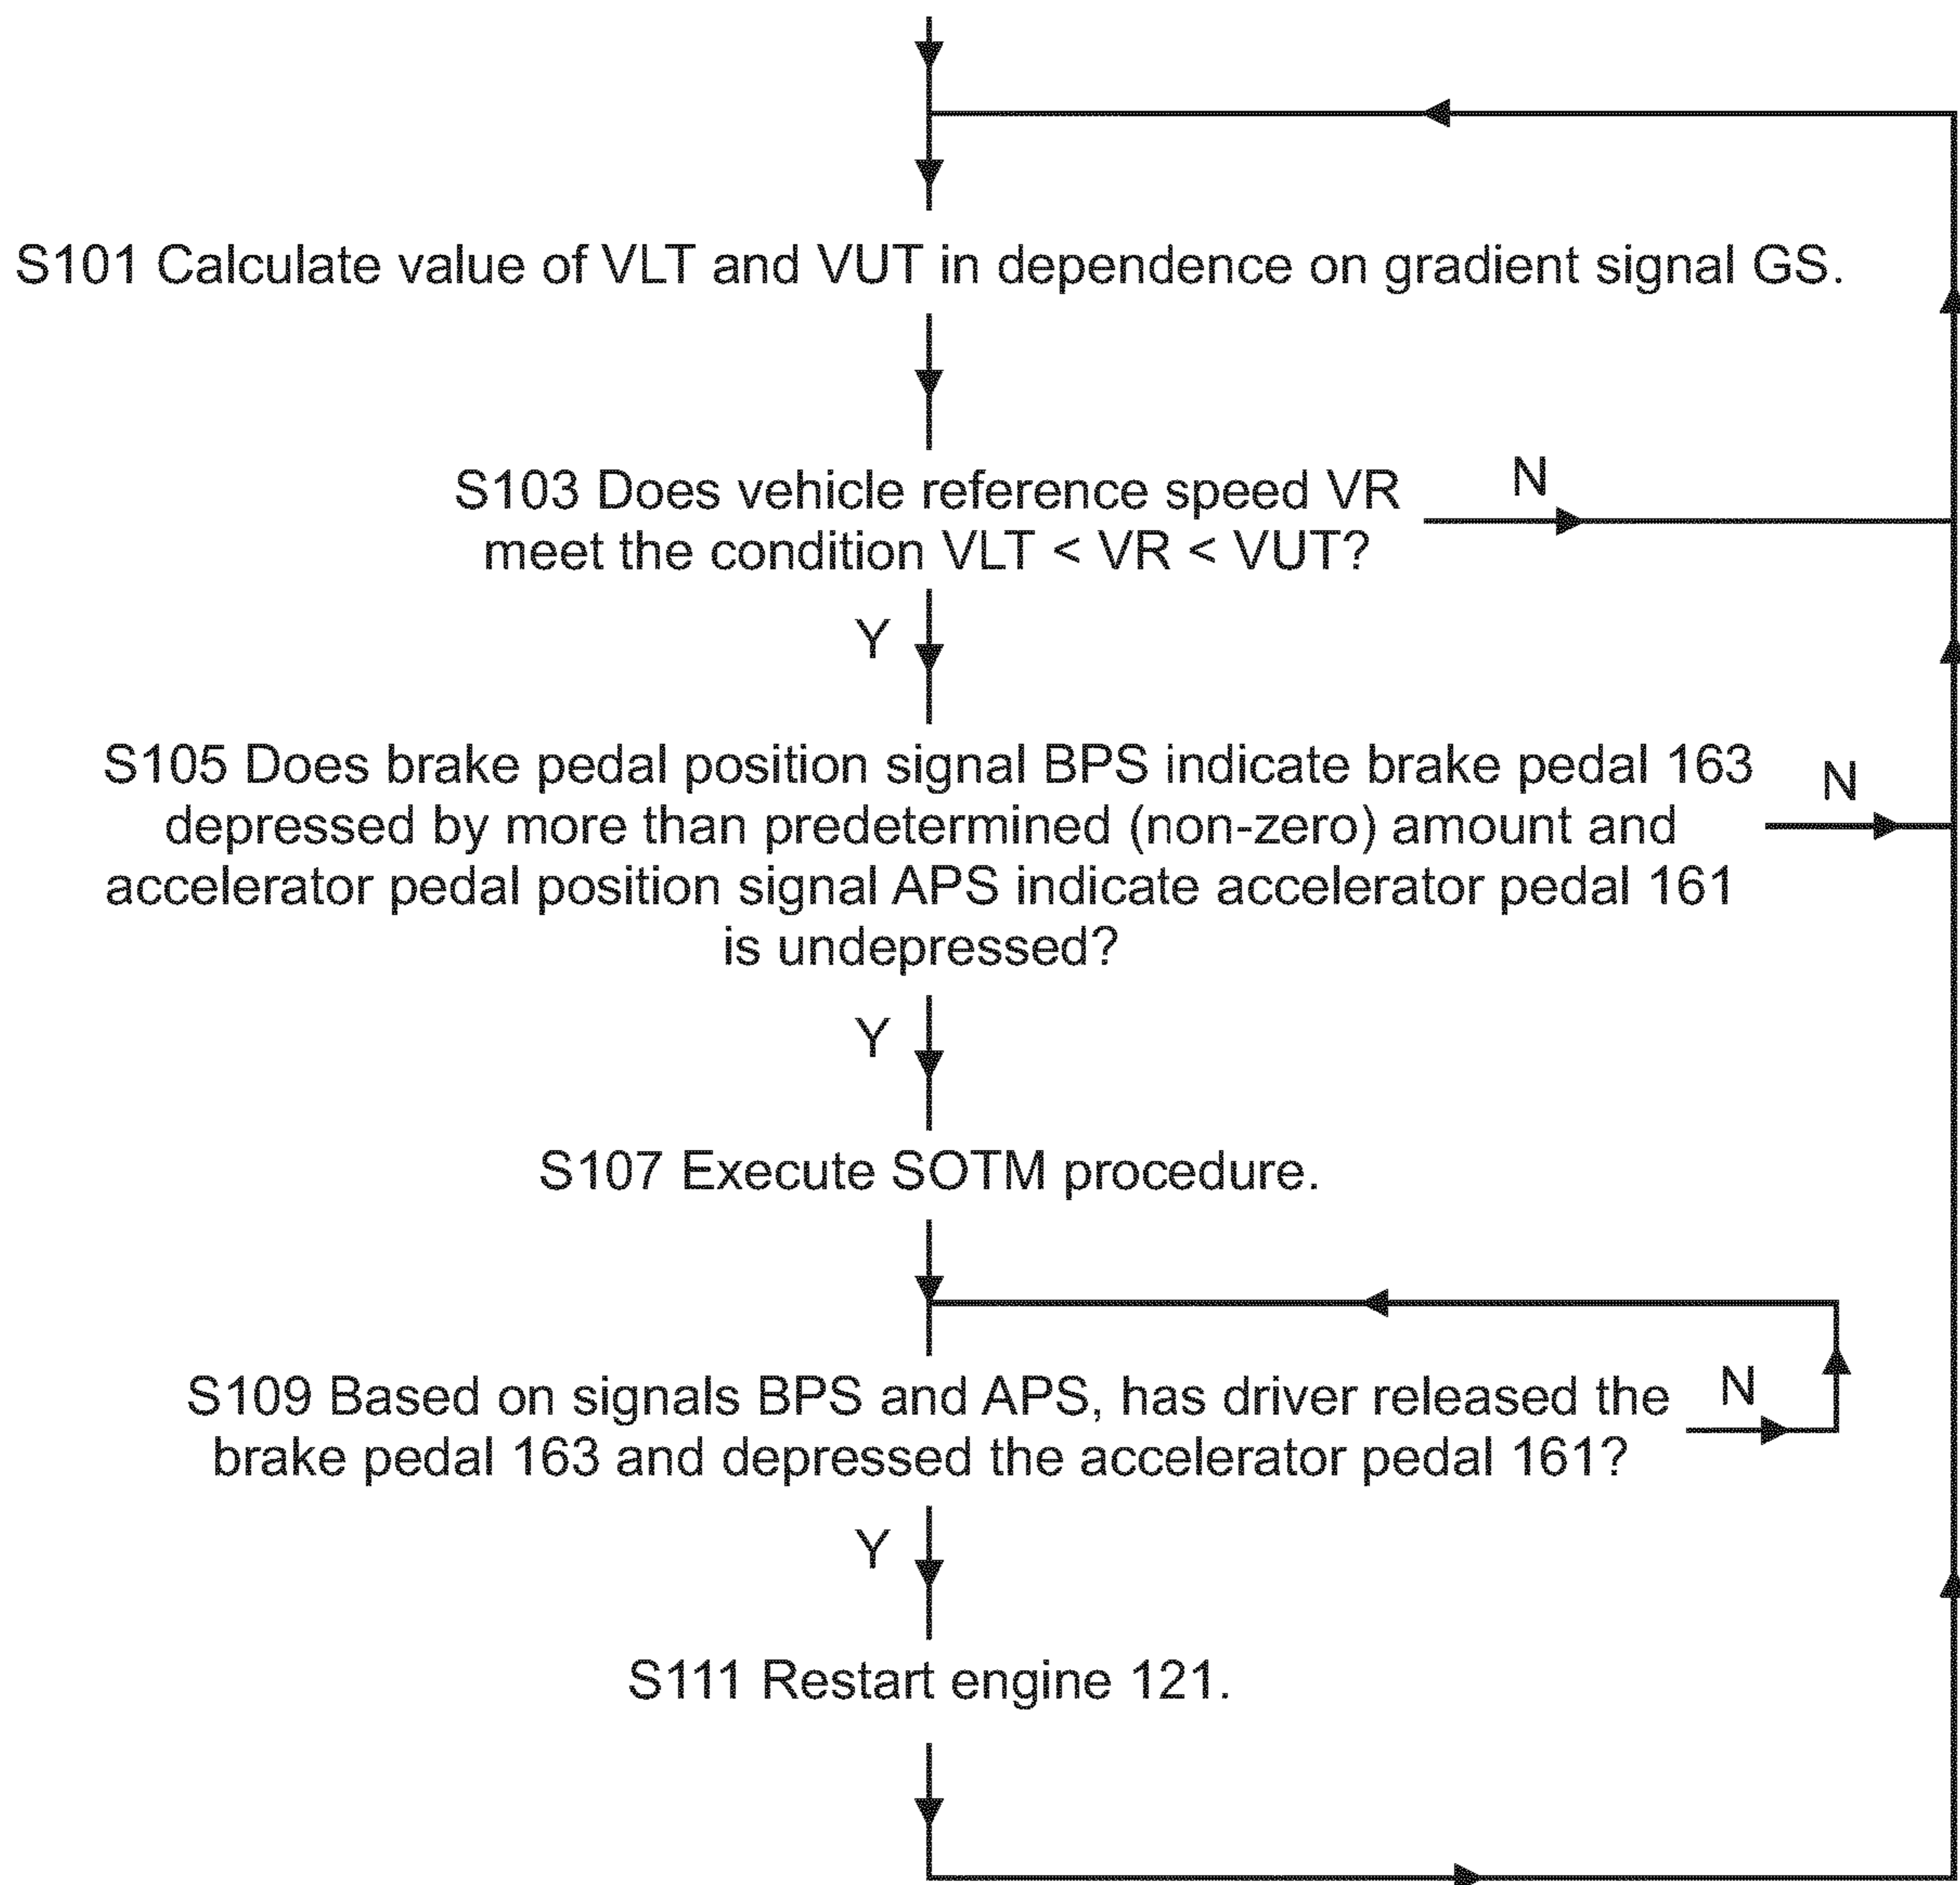 S101 Calculate value of VLT and VUT in dependence on gradient signal GS.
S103 Does vehicle reference speed VR
meet the condition VLT < VR < VUT?
N
Y
S105 Does brake pedal position signal BPS indicate brake pedal 163
depressed by more than predetermined (non-zero) amount and
accelerator pedal position signal APS indicate accelerator pedal 161
is undepressed?
N
Y
S107 Execute SOTM procedure.
S109 Based on signals BPS and APS, has driver released the
brake pedal 163 and depressed the accelerator pedal 161?
N
Y
S111 Restart engine 121.